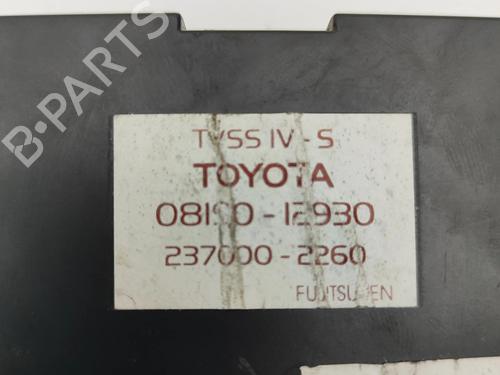 TVSS IV - S
TOYOTA
08190-12930
237000-2260
FUJITSU TEN
B-PARTS